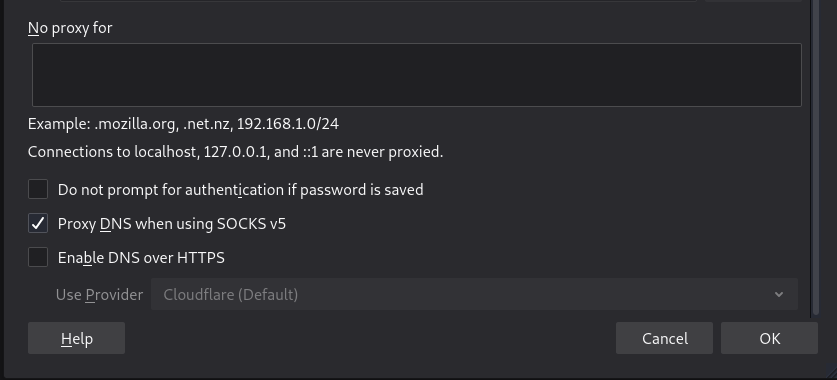 No proxy for
Example: .mozilla.org, .net.nz, 192.168.1.0/24
Connections to localhost, 127.0.0.1, and ::1 are never proxied.
Do not prompt for authentication if password is saved
Proxy DNS when using SOCKS v5
Enable DNS over HTTPS
Use Provider Cloudflare (Default)
Help Cancel OK